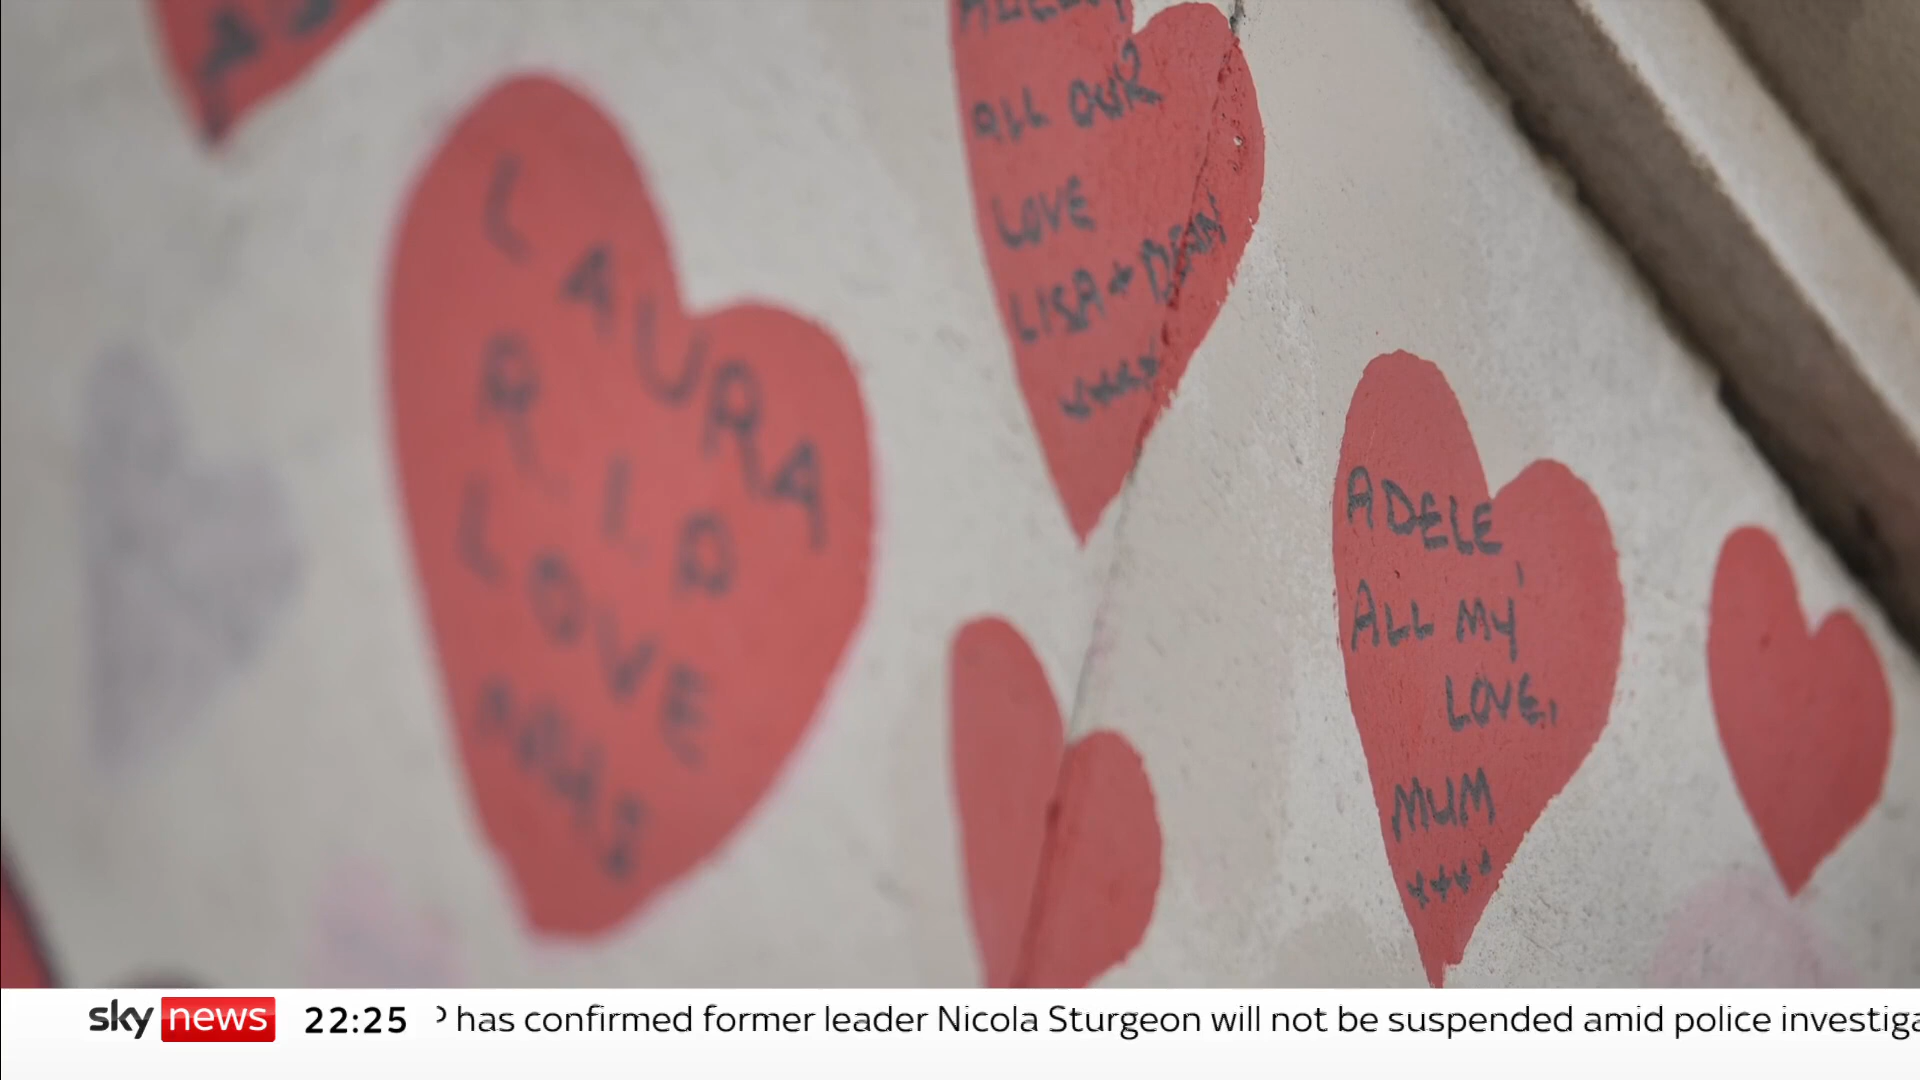 LAURA
R.I.P
LOVE
ALL OUR
LOVE
LISA +
ADELE,
ALL MY
LOVE,
MUM
xxxx
sky news 22:25 has confirmed former leader Nicola Sturgeon will not be suspended amid police investiga